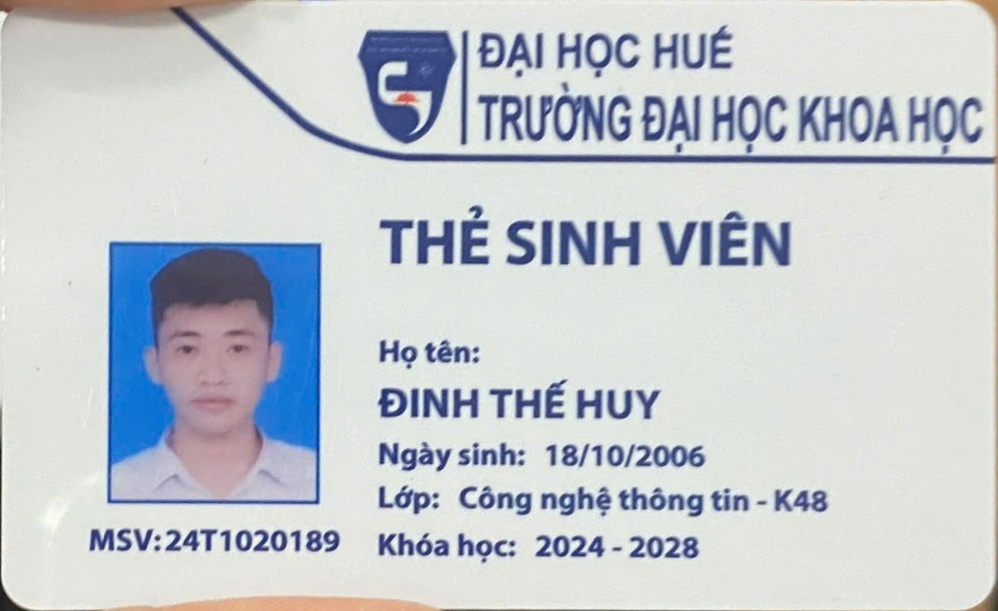 ĐẠI HỌC HUẾ
TRƯỜNG ĐẠI HỌC KHOA HỌC
THẺ SINH VIÊN
Họ tên:
ĐINH THẾ HUY
Ngày sinh: 18/10/2006
Lớp: Công nghệ thông tin - K48
Khóa học: 2024 - 2028
MSV:24T1020189